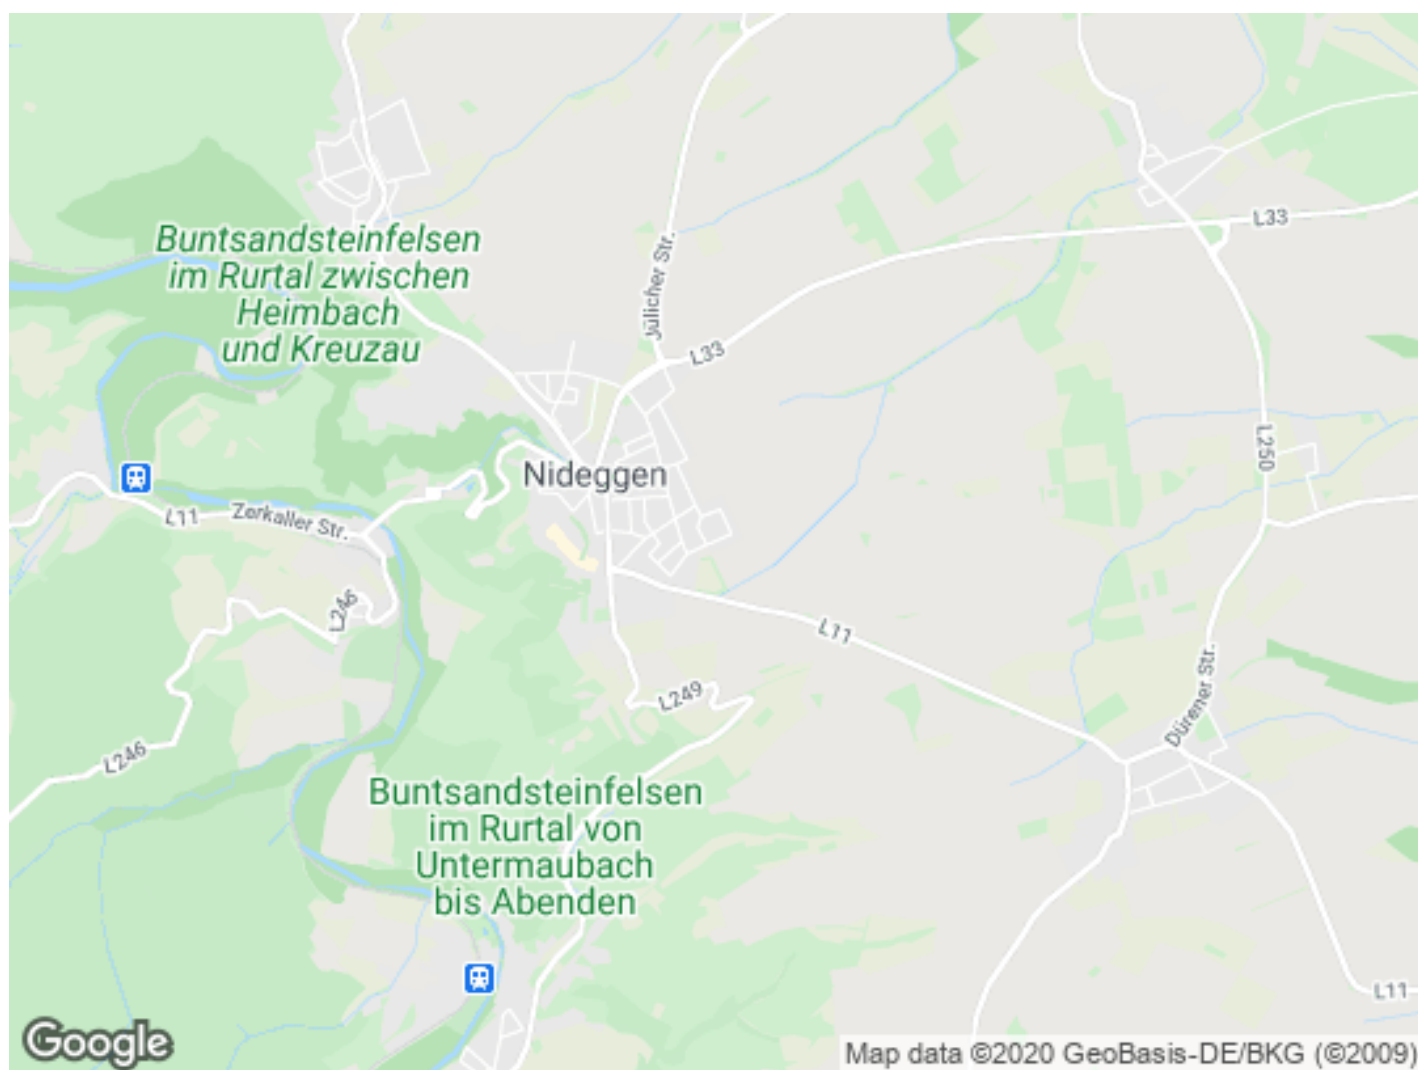 L33
Buntsandsteinfelsen
im Rurtal zwischen
Heimbach
und Kreuzau
Jülicher Str.
L33
L250
Nideggen
L11
Zerkaller Str.
L246
L11
L249
Dürener Str.
L246
Buntsandsteinfelsen
im Rurtal von
Untermaubach
bis Abenden
L11
Google
Map data ©2020 GeoBasis-DE/BKG (©2009)